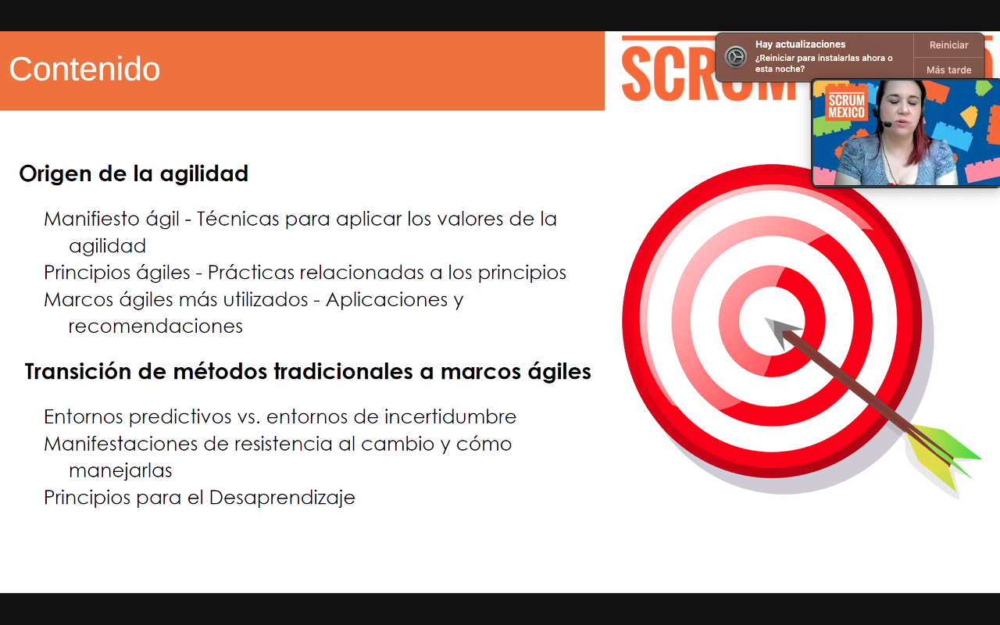 Contenido
SCRUM
Hay actualizaciones
¿Reiniciar para instalarlas ahora o
esta noche?
Reiniciar
Más tarde
SCRUM
MEXICO
Origen de la agilidad
Manifiesto ágil - Técnicas para aplicar los valores de la
agilidad
Principios ágiles - Prácticas relacionadas a los principios
Marcos ágiles más utilizados - Aplicaciones y
recomendaciones
Transición de métodos tradicionales a marcos ágiles
Entornos predictivos vs. entornos de incertidumbre
Manifestaciones de resistencia al cambio y cómo
manejarlas
Principios para el Desaprendizaje